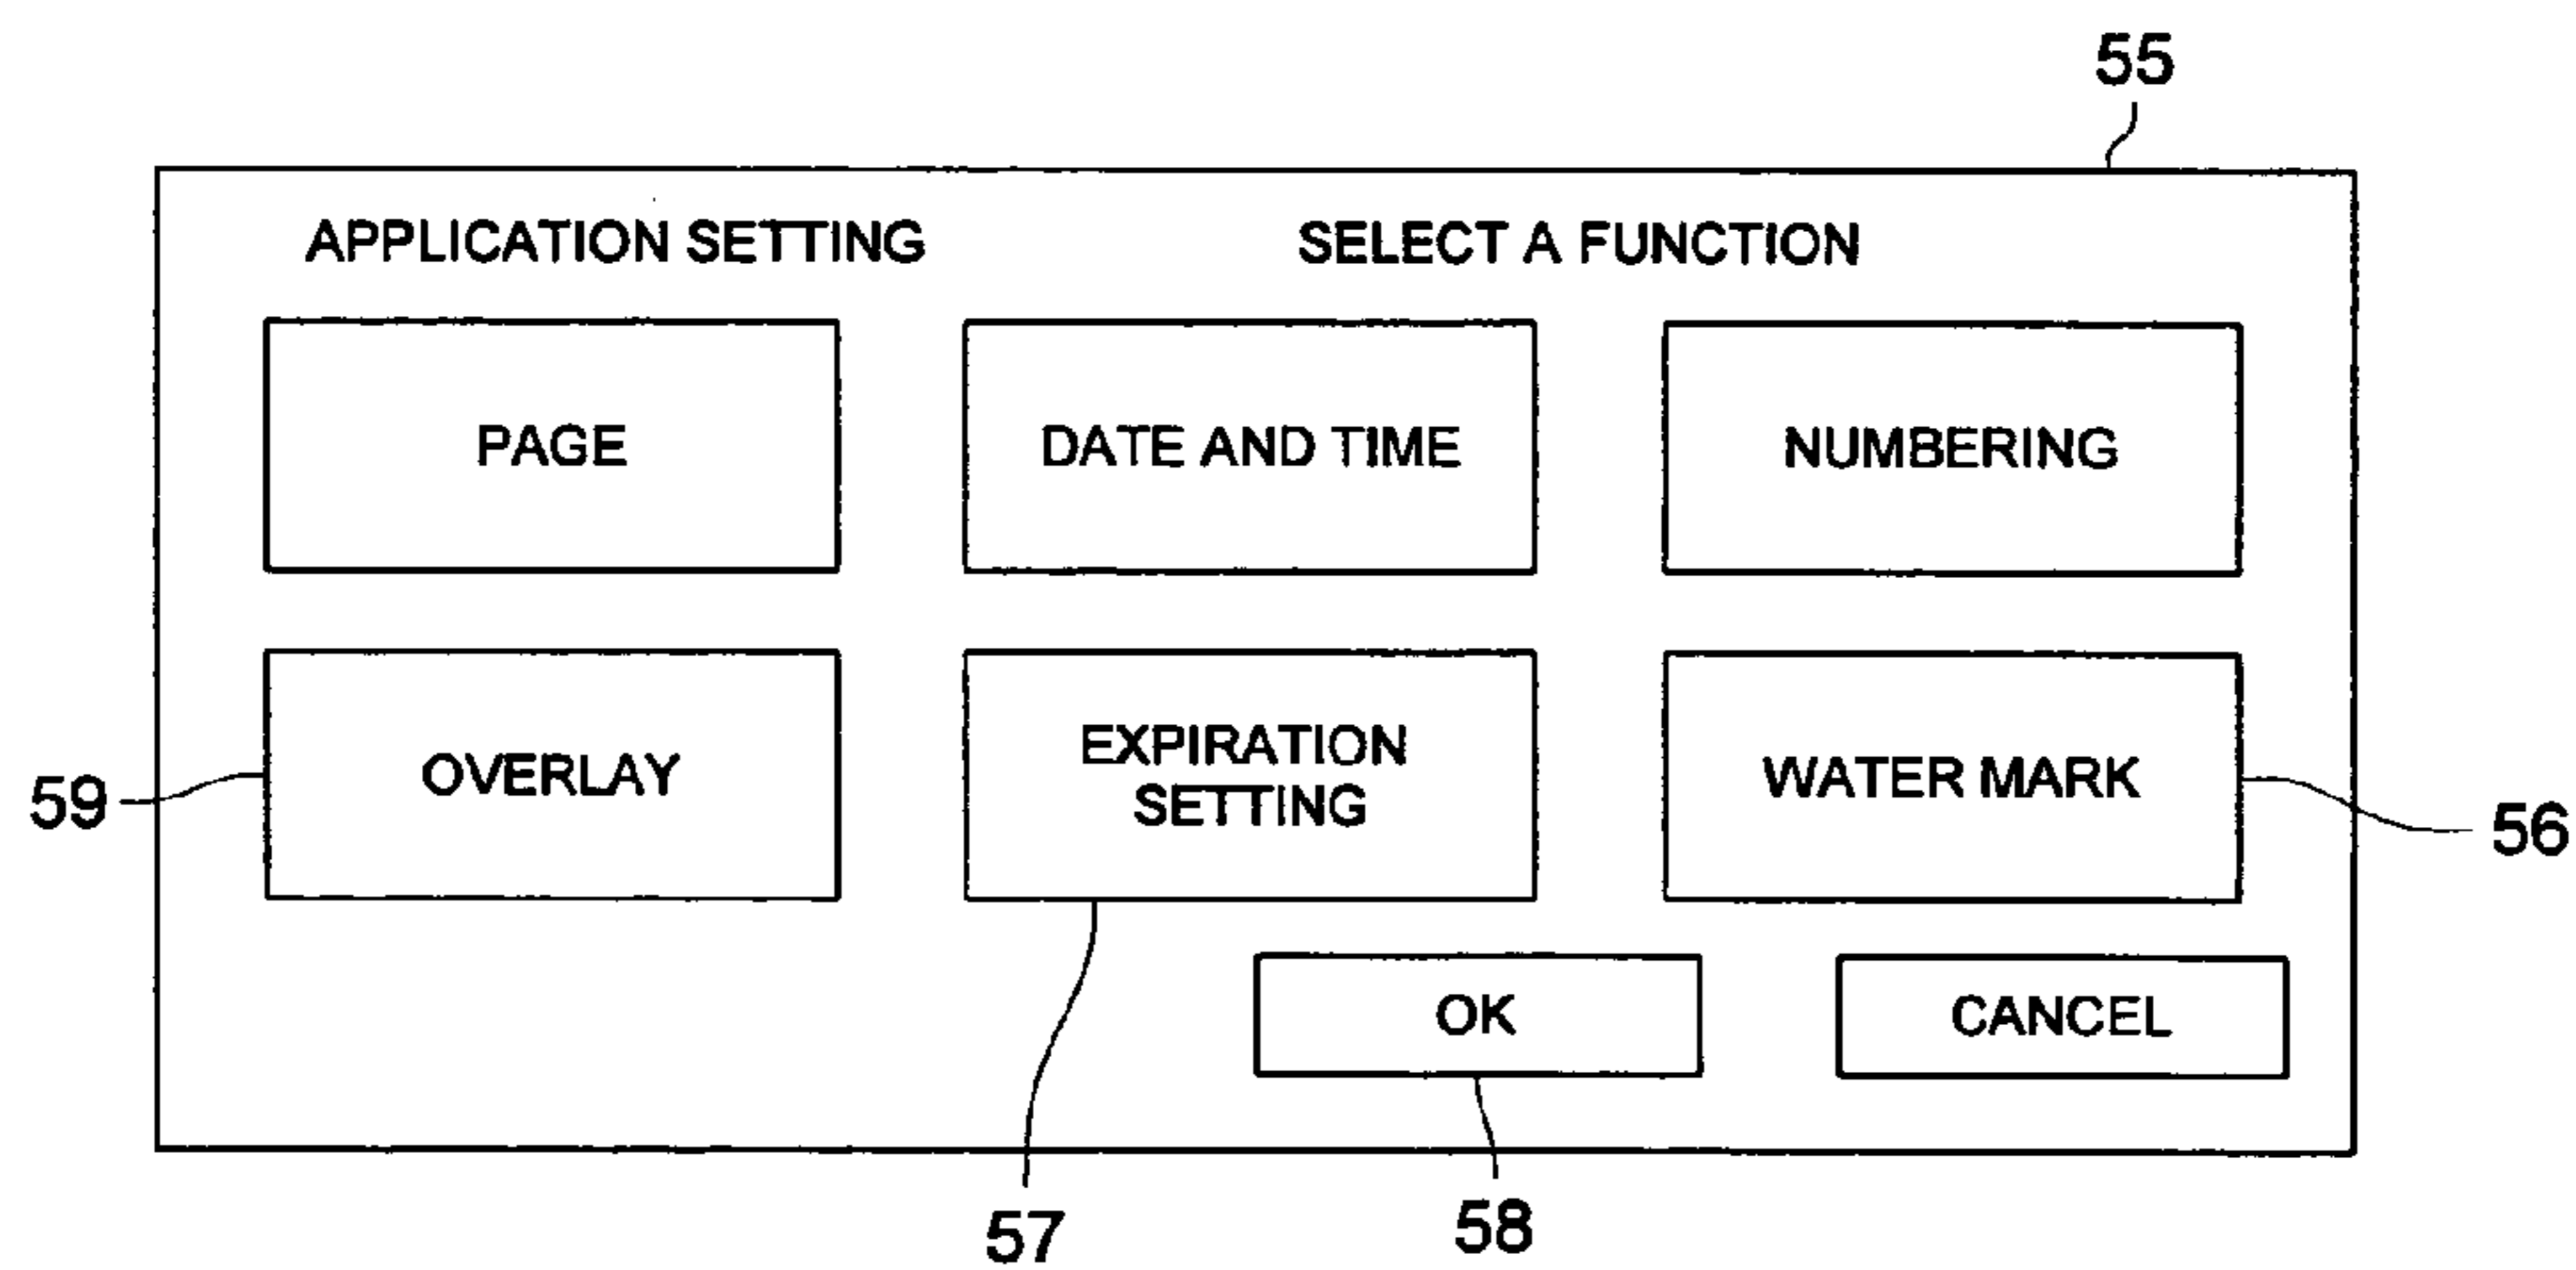 55
APPLICATION SETTING
SELECT A FUNCTION
PAGE
DATE AND TIME
NUMBERING
OVERLAY
EXPIRATION
SETTING
WATER MARK
59
56
OK
CANCEL
57
58